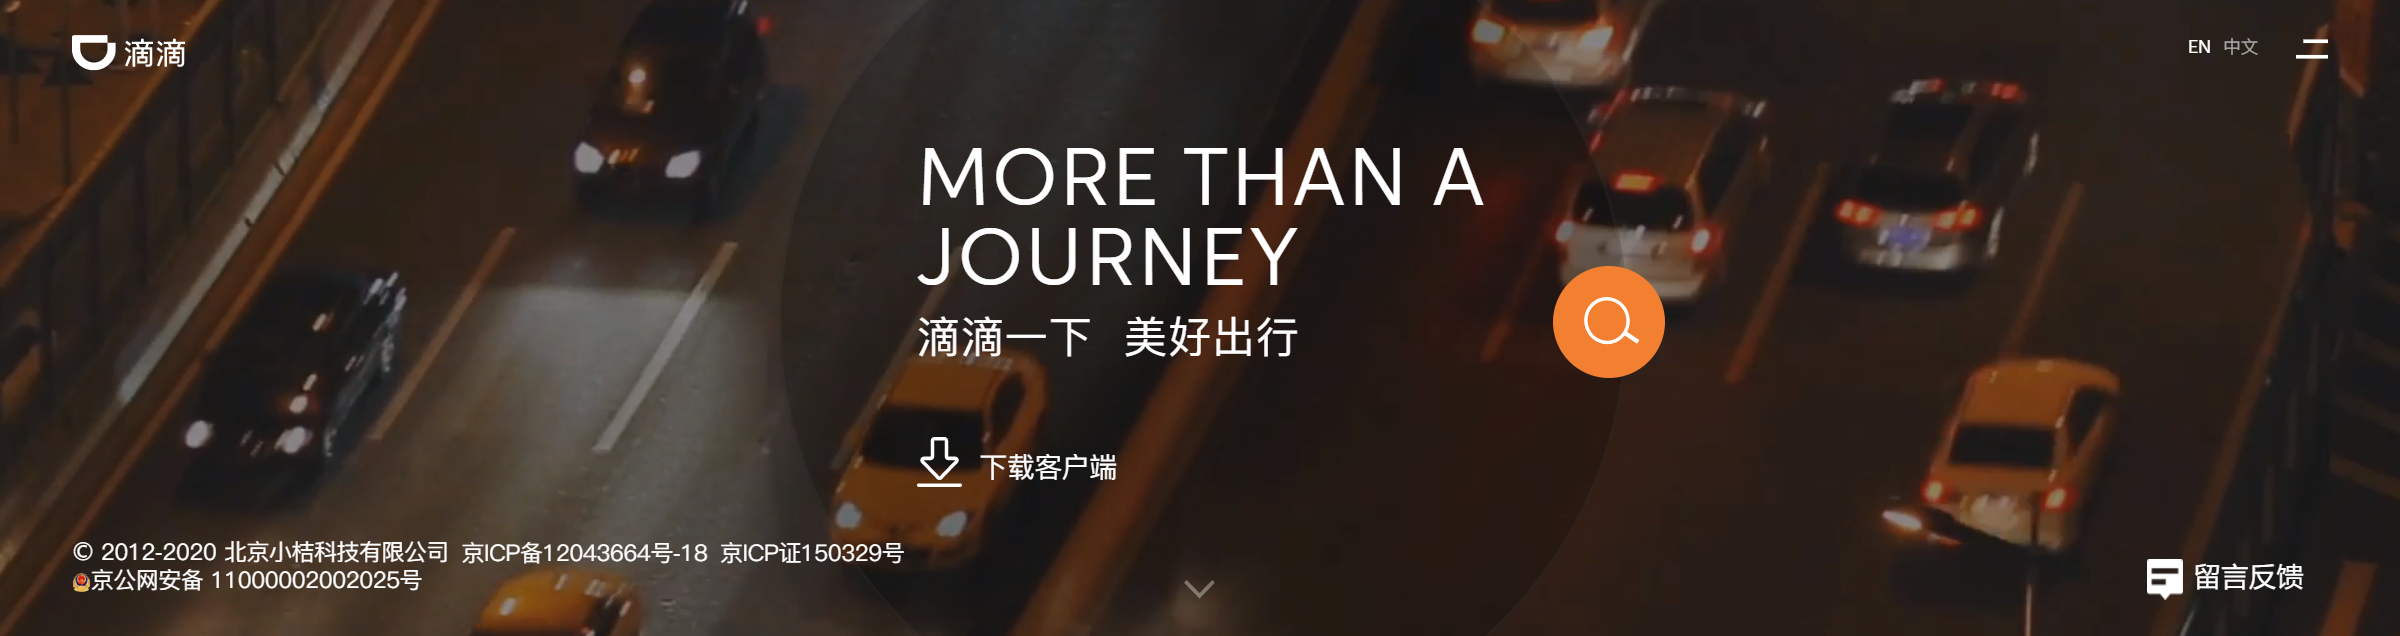 滴滴
EN 中文
MORE THAN A
JOURNEY
滴滴一下 美好出行
下载客户端
© 2012-2020 北京小桔科技有限公司 京ICP备12043664号-18 京ICP证150329号
京公网安备 11000002002025号
留言反馈